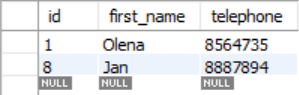 id first_name telephone
1 Olena 8564735
8 Jan 8887894
NULL NULL NULL